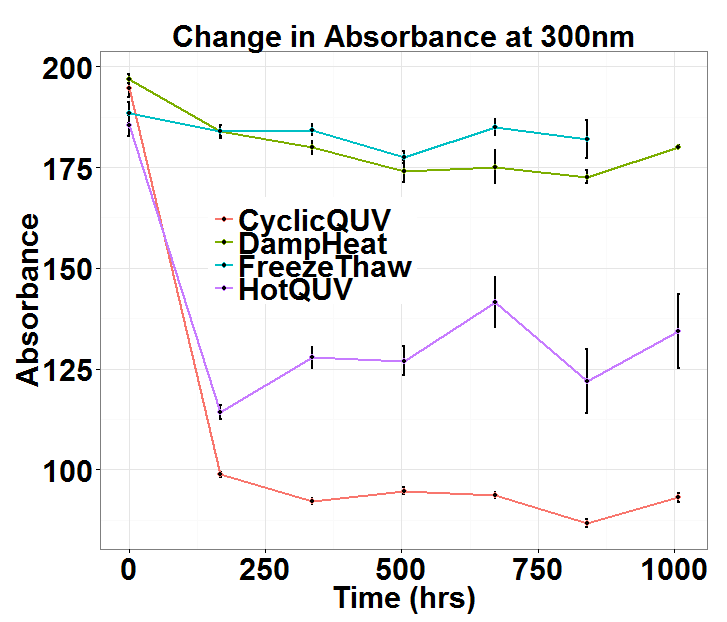 Change in Absorbance at 300nm
200
175
150
125
100
Absorbance
CyclicQUV
DampHeat
FreezeThaw
HotQUV
0 250 500 750 1000
Time (hrs)